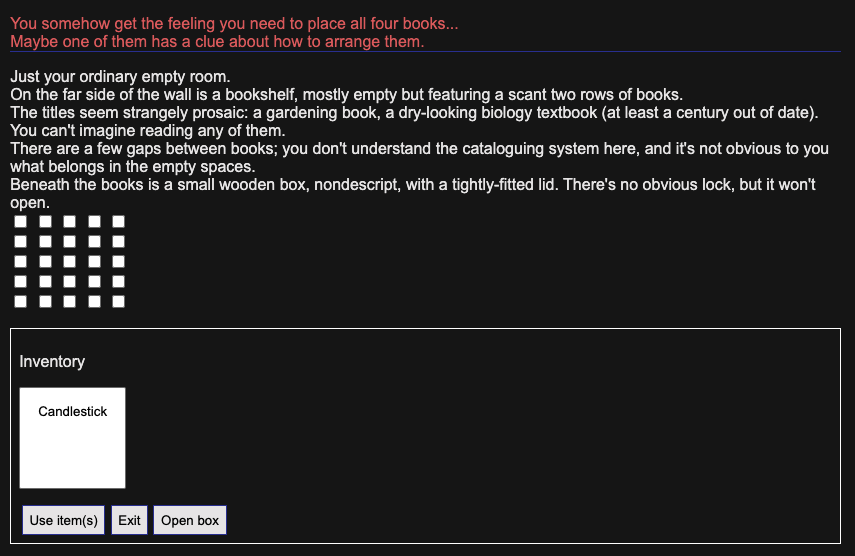 You somehow get the feeling you need to place all four books...
Maybe one of them has a clue about how to arrange them.
Just your ordinary empty room.
On the far side of the wall is a bookshelf, mostly empty but featuring a scant two rows of books.
The titles seem strangely prosaic: a gardening book, a dry-looking biology textbook (at least a century out of date).
You can't imagine reading any of them.
There are a few gaps between books; you don't understand the cataloguing system here, and it's not obvious to you
what belongs in the empty spaces.
Beneath the books is a small wooden box, nondescript, with a tightly-fitted lid. There's no obvious lock, but it won't
open.
Inventory
Candlestick
Use item(s) Exit Open box